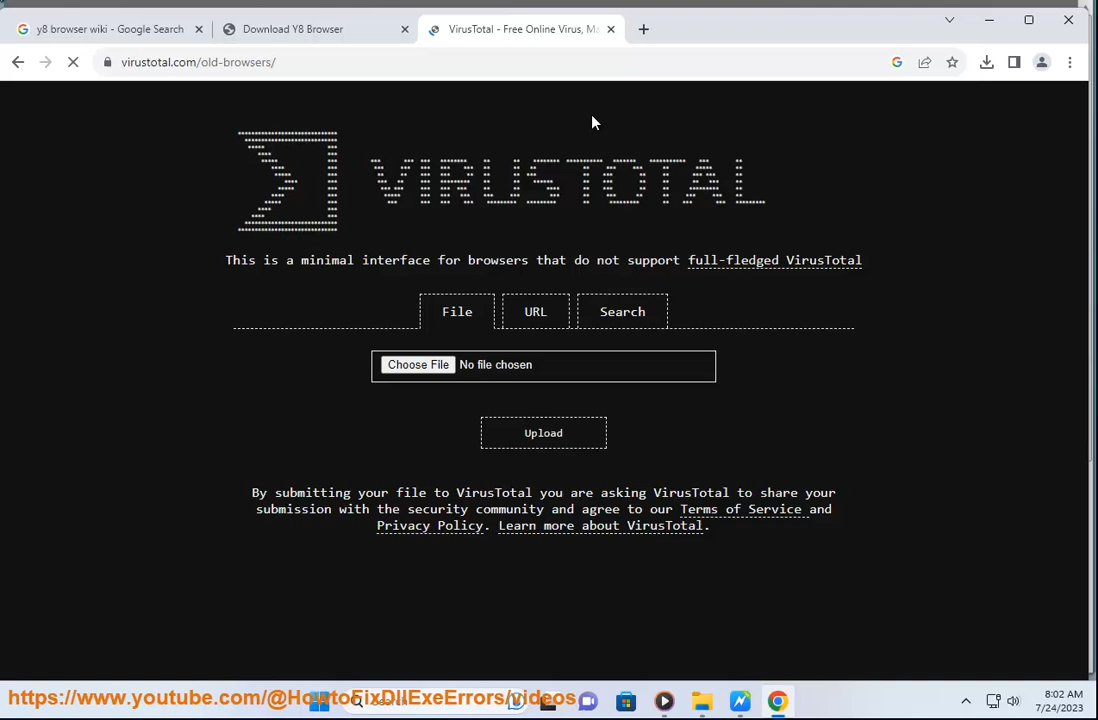 y8 browser wiki - Google Search
Download Y8 Browser
VirusTotal - Free Online Virus, Ma
virustotal.com/old-browsers/
VIRUSTOTAL
This is a minimal interface for browsers that do not support full-fledged VirusTotal
File
URL
Search
Choose File No file chosen
Upload
By submitting your file to VirusTotal you are asking VirusTotal to share your
submission with the security community and agree to our Terms of Service and
Privacy Policy. Learn more about VirusTotal.
https://www.youtube.com/@HowtoFixDllExeErrors/videos
8:02 AM
7/24/2023